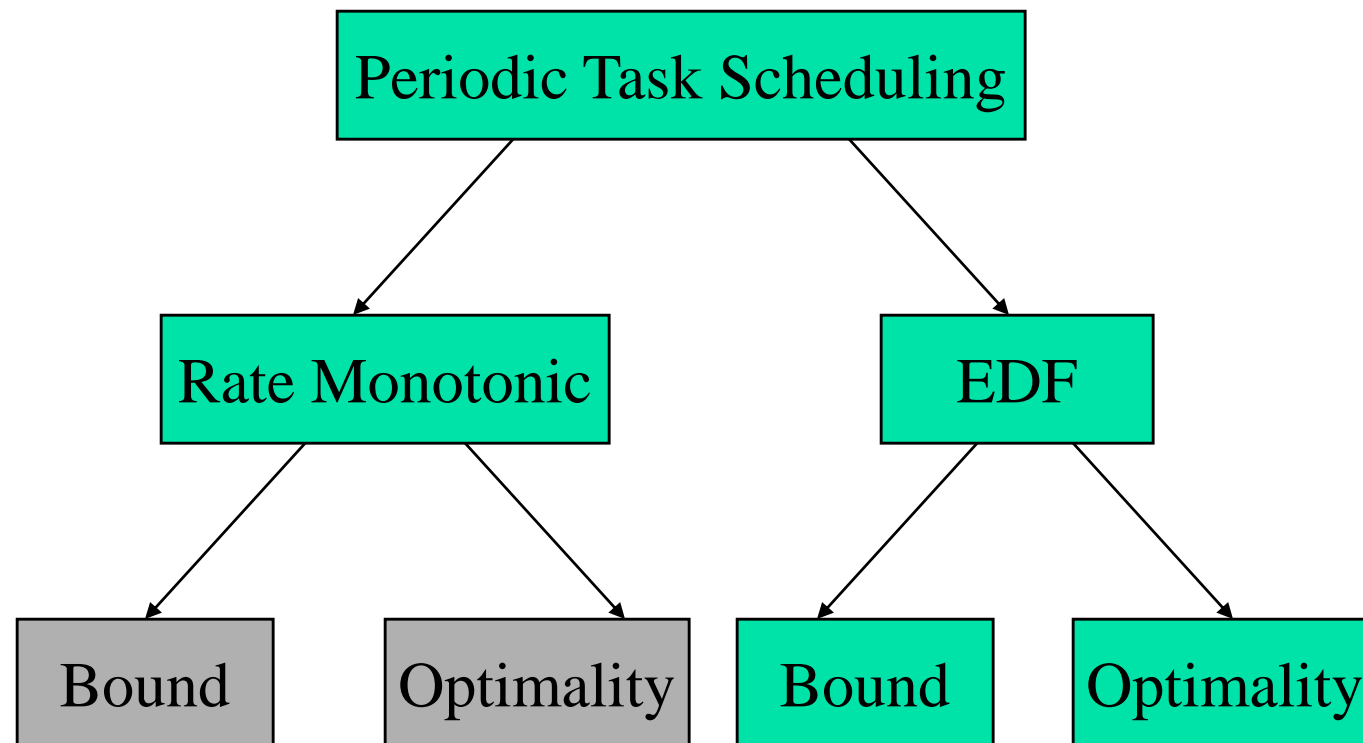 Periodic Task Scheduling
Rate Monotonic
EDF
Bound
Optimality
Bound
Optimality